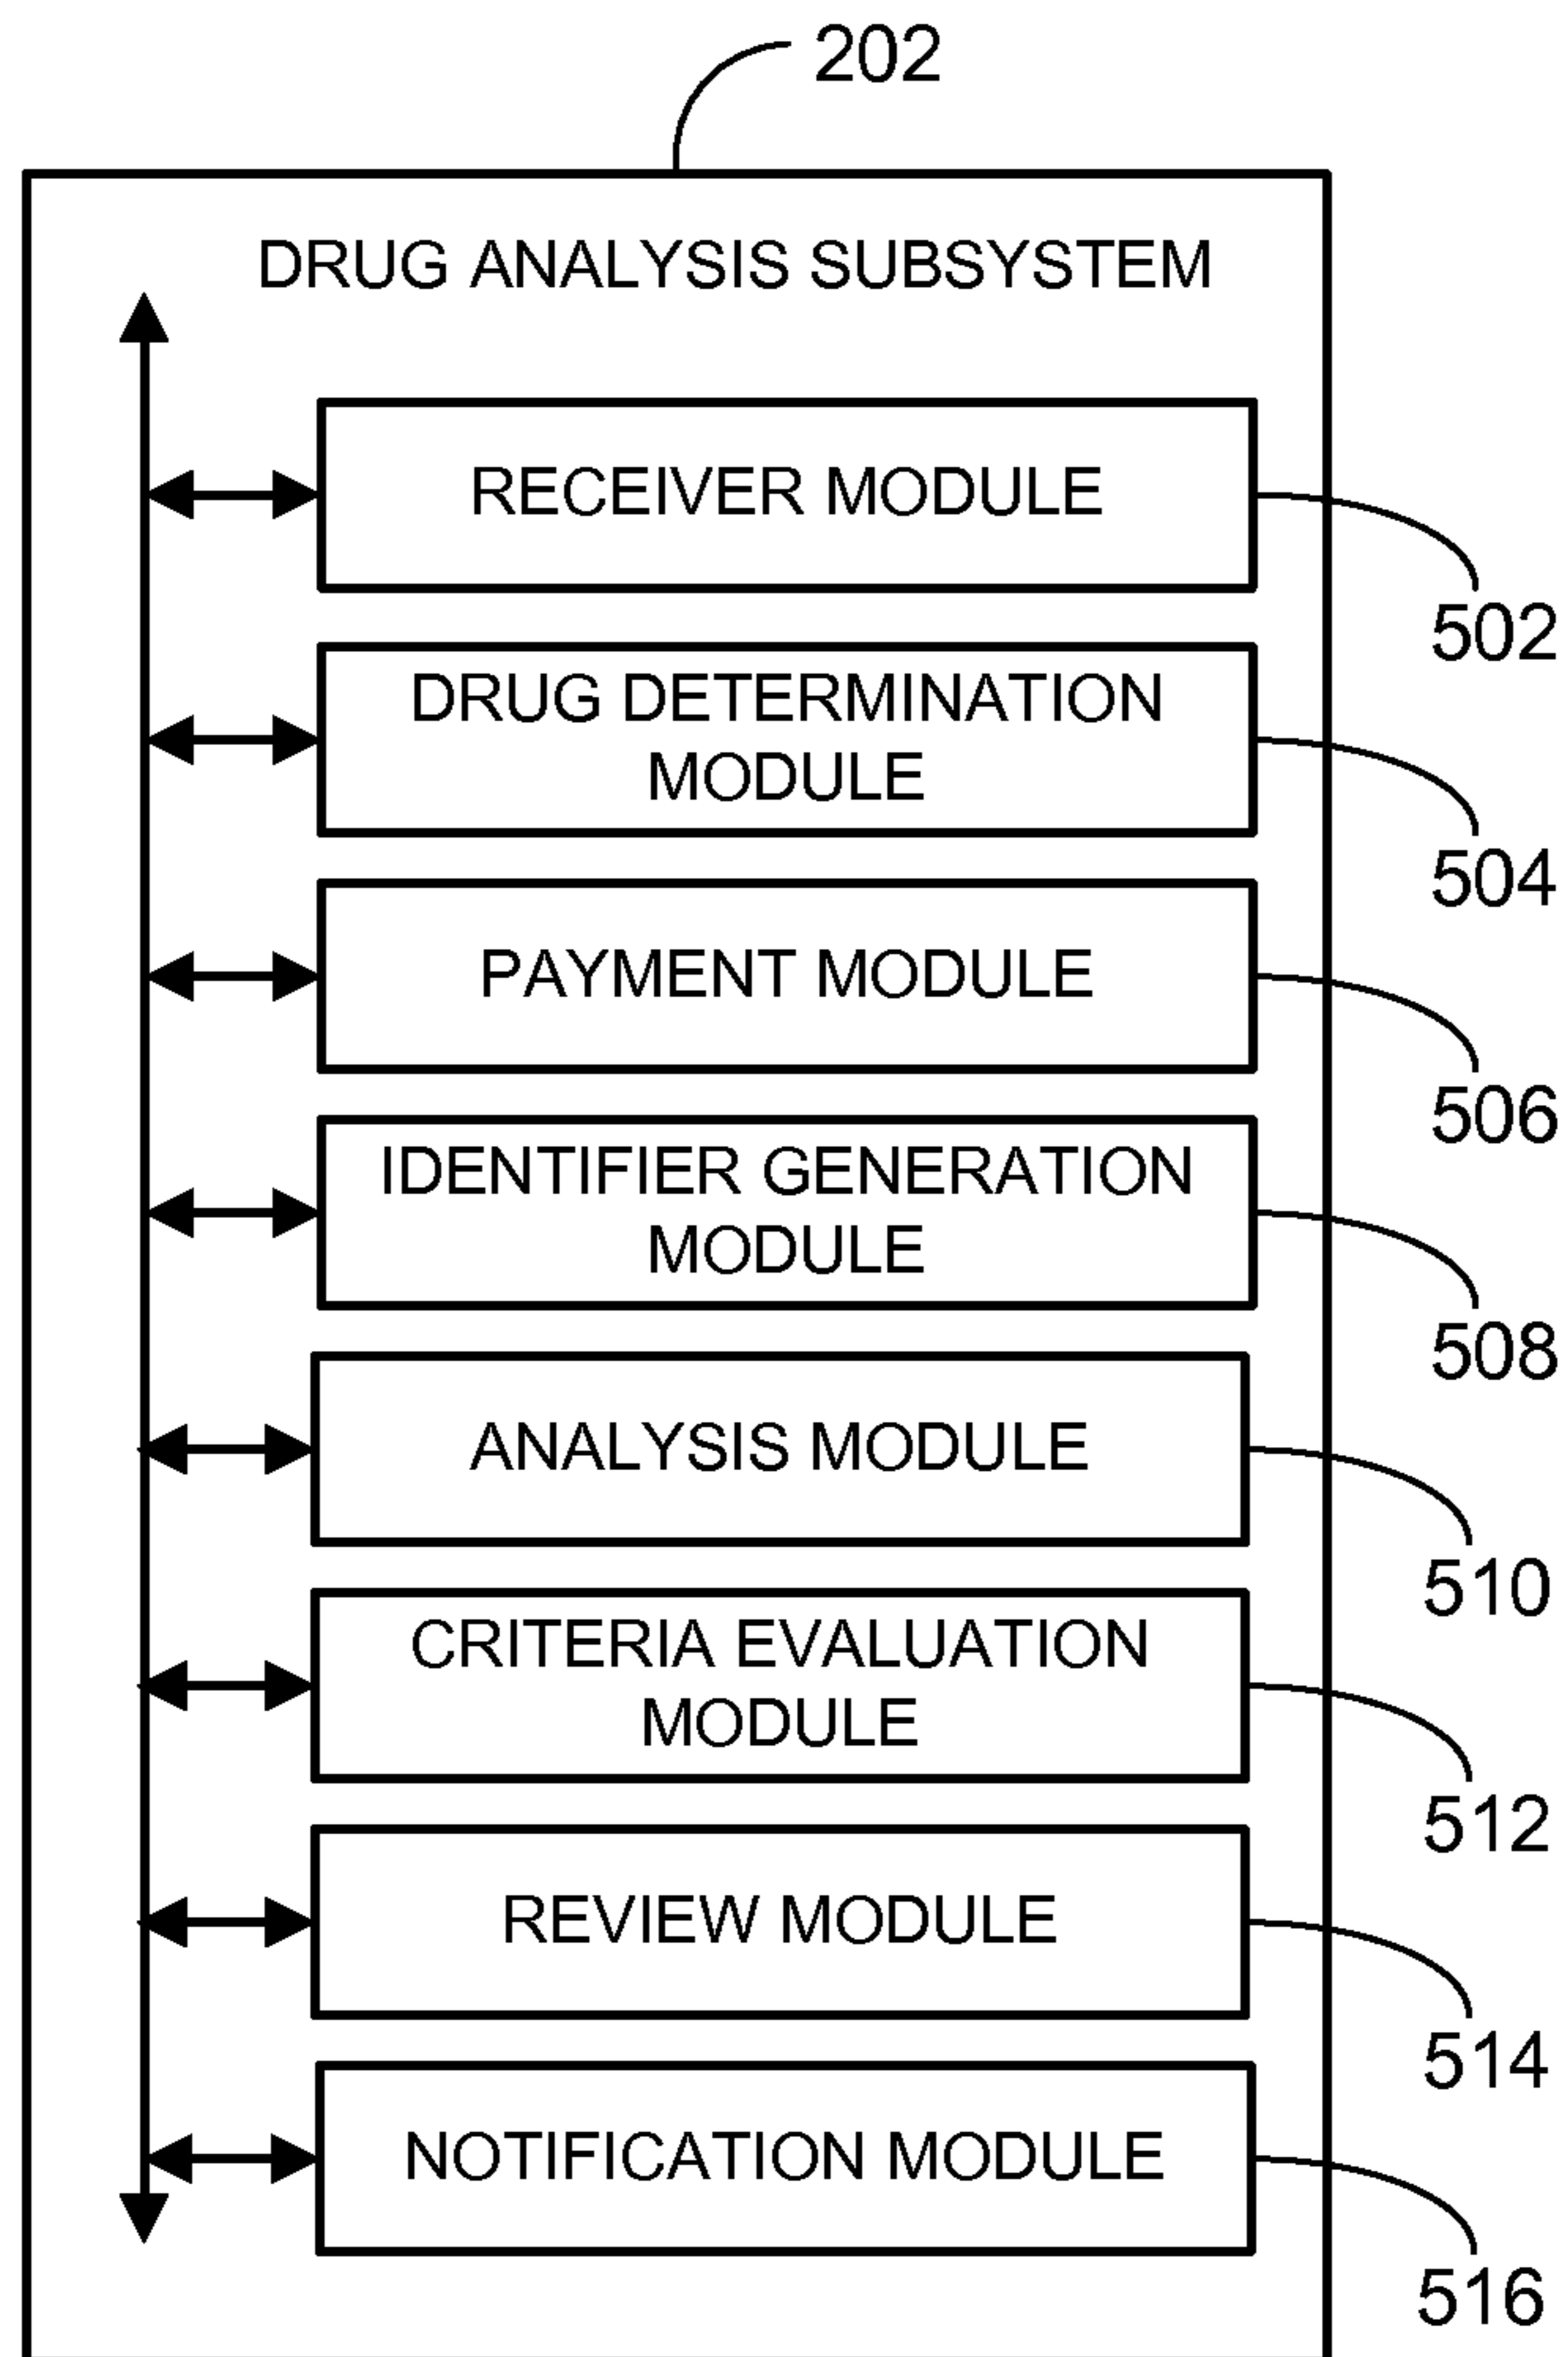 202
DRUG ANALYSIS SUBSYSTEM
RECEIVER MODULE
502
DRUG DETERMINATION
MODULE
504
PAYMENT MODULE
506
IDENTIFIER GENERATION
MODULE
508
ANALYSIS MODULE
510
CRITERIA EVALUATION
MODULE
512
REVIEW MODULE
514
NOTIFICATION MODULE
516